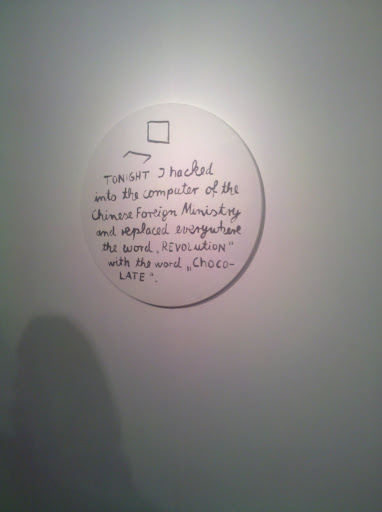 TONIGHT I hacked
into the computer of the
Chinese Foreign Ministry
and replaced everywhere
the word „REVOLUTION"
with the word „CHOCO-
LATE".